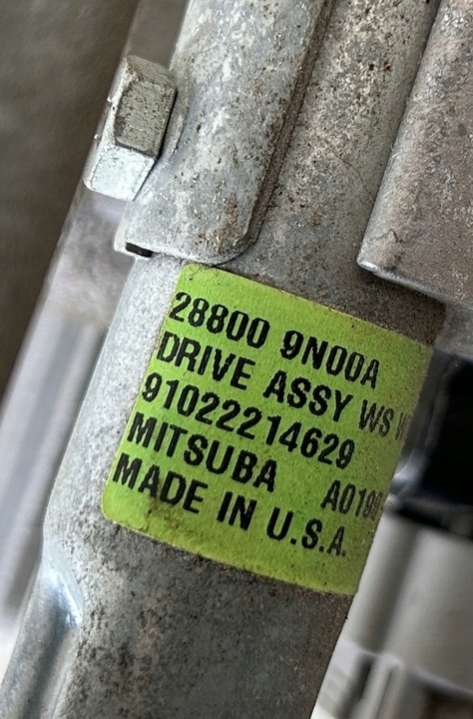 28800 9N00A
DRIVE ASSY WS
91022214629
MITSUBA
MADE IN U.S.A.